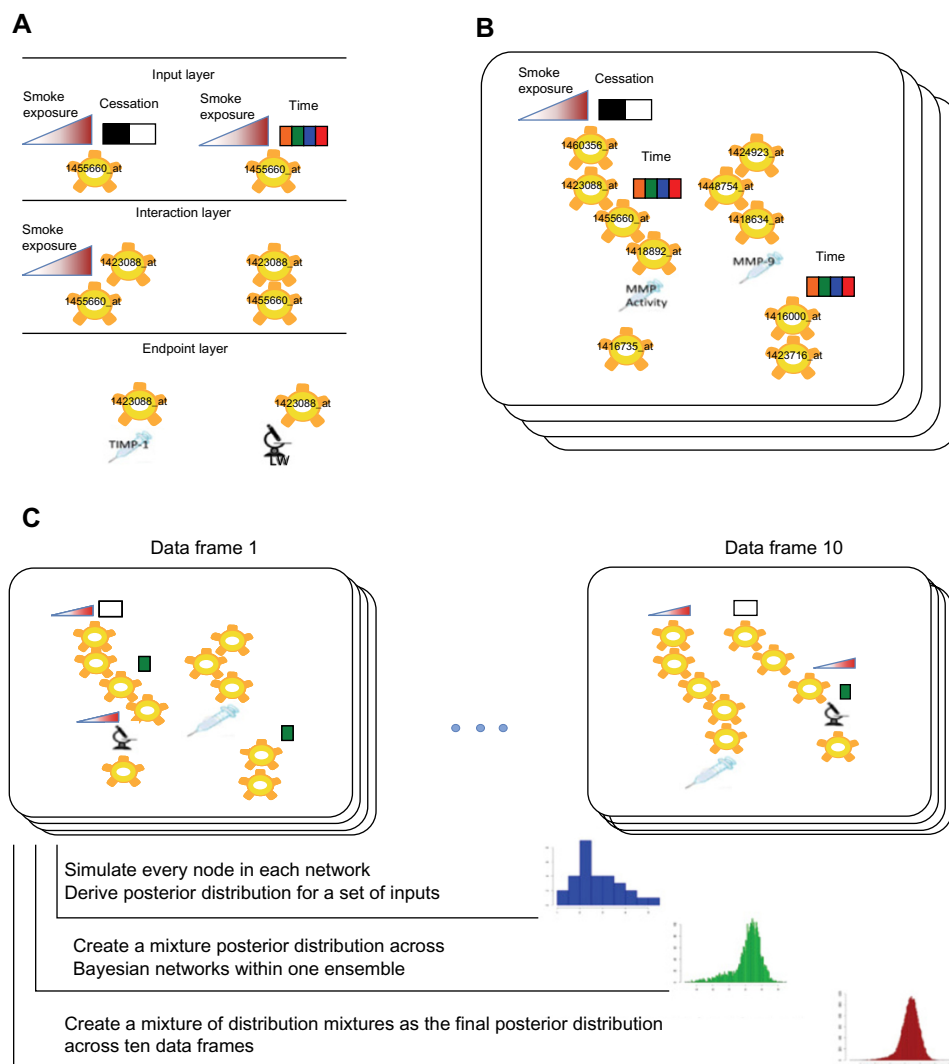 A
Input layer
Smoke exposure
Cessation
Smoke exposure
Time
1455660_at
1455660_at
Interaction layer
Smoke exposure
1423088_at
1423088_at
1455660_at
1455660_at
Endpoint layer
1423088_at
1423088_at
TIMP-1
LW
B
Smoke exposure
Cessation
1460356_at
1424923_at
Time
1423088_at
1448754_at
1455660_at
1418634_at
1418892_at
MMP-9
MMP
Activity
Time
1416000_at
1416735_at
1423716_at
C
Data frame 1
Data frame 10
Simulate every node in each network
Derive posterior distribution for a set of inputs
Create a mixture posterior distribution across
Bayesian networks within one ensemble
Create a mixture of distribution mixtures as the final posterior distribution
across ten data frames